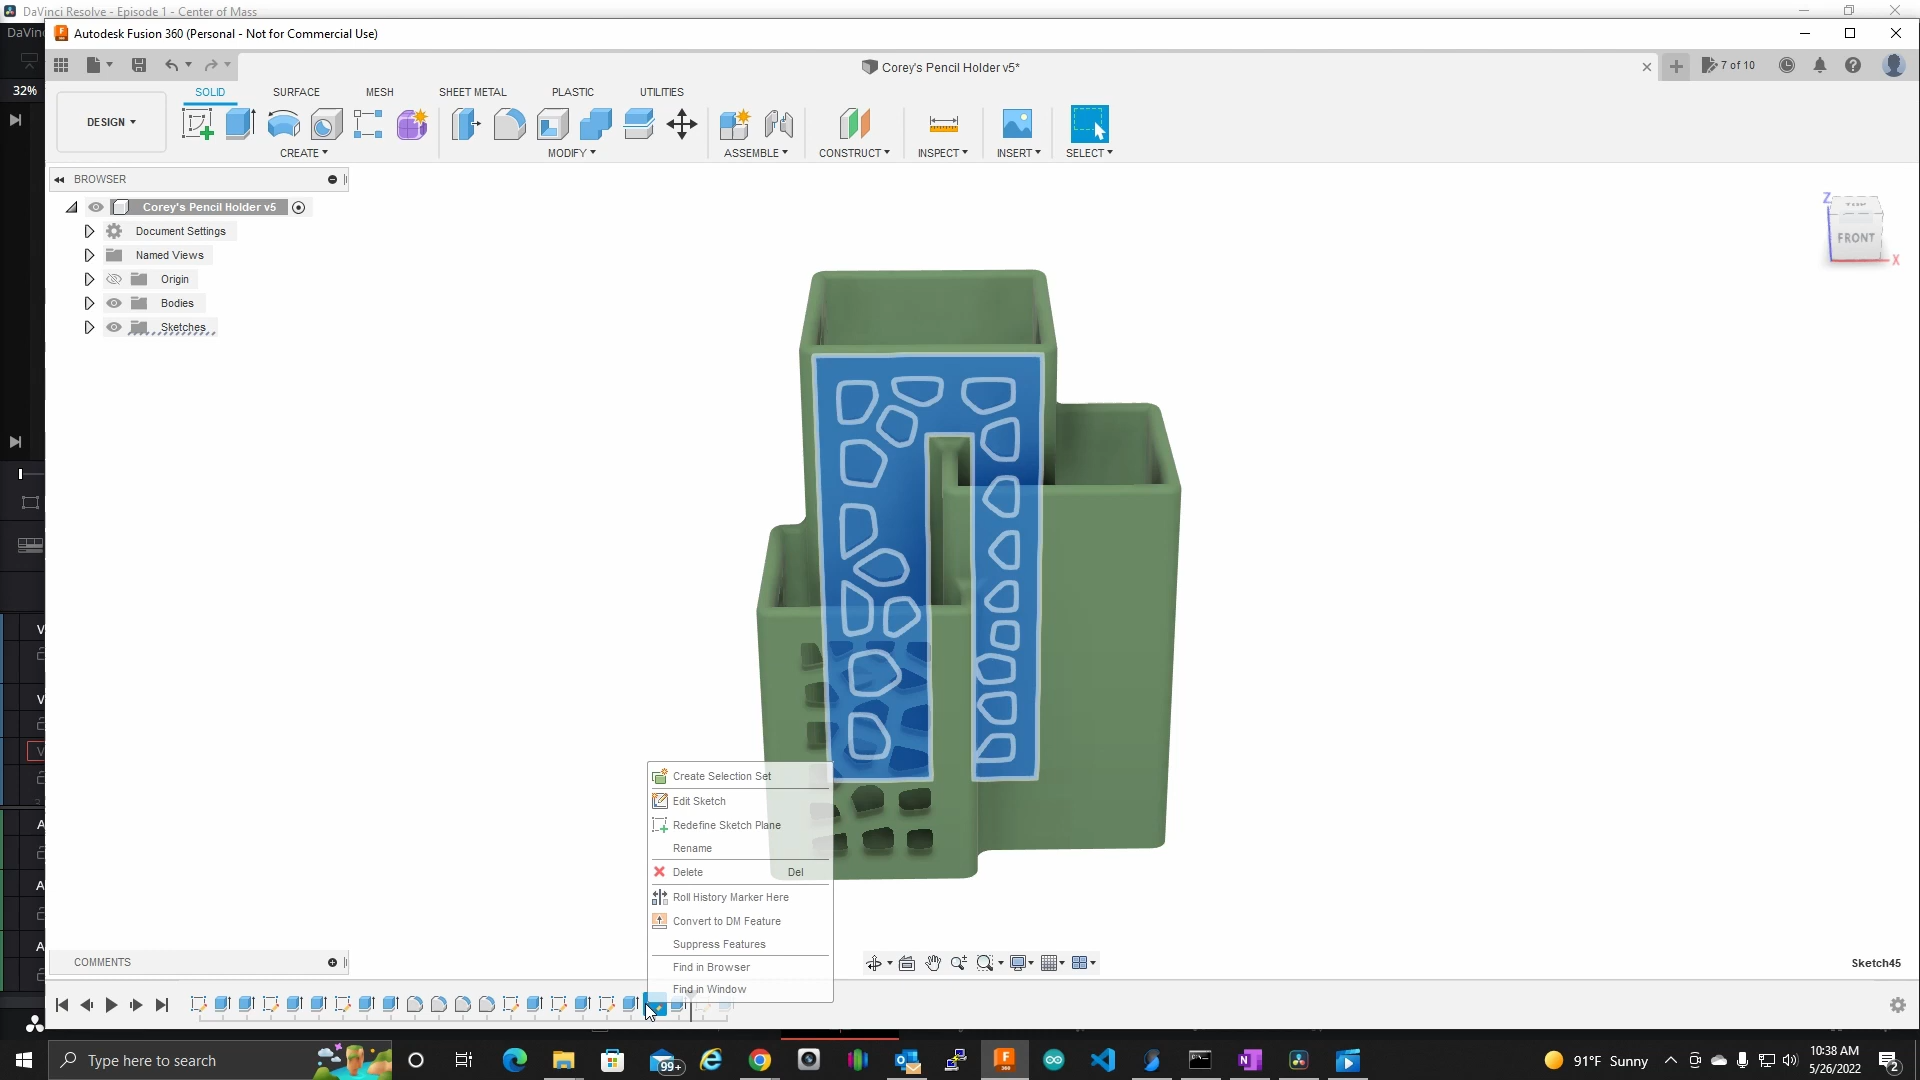 DaVinci Resolve - Episode 1 - Center of Mass
DaVin
Autodesk Fusion 360 (Personal - Not for Commercial Use)
Corey's Pencil Holder v5*
7 of 10
32%
SOLID
SURFACE
MESH
SHEET METAL
PLASTIC
UTILITIES
DESIGN
CREATE
MODIFY
ASSEMBLE
CONSTRUCT
INSPECT
INSERT
SELECT
BROWSER
Corey's Pencil Holder v5
Document Settings
Named Views
Origin
Bodies
Sketches
Z
TOP
FRONT
X
V
V
V
A
A
A
Create Selection Set
Edit Sketch
Redefine Sketch Plane
Rename
Delete Del
Roll History Marker Here
Convert to DM Feature
Suppress Features
Find in Browser
Find in Window
COMMENTS
Sketch45
Type here to search
99+
91°F Sunny
10:38 AM
5/26/2022
2